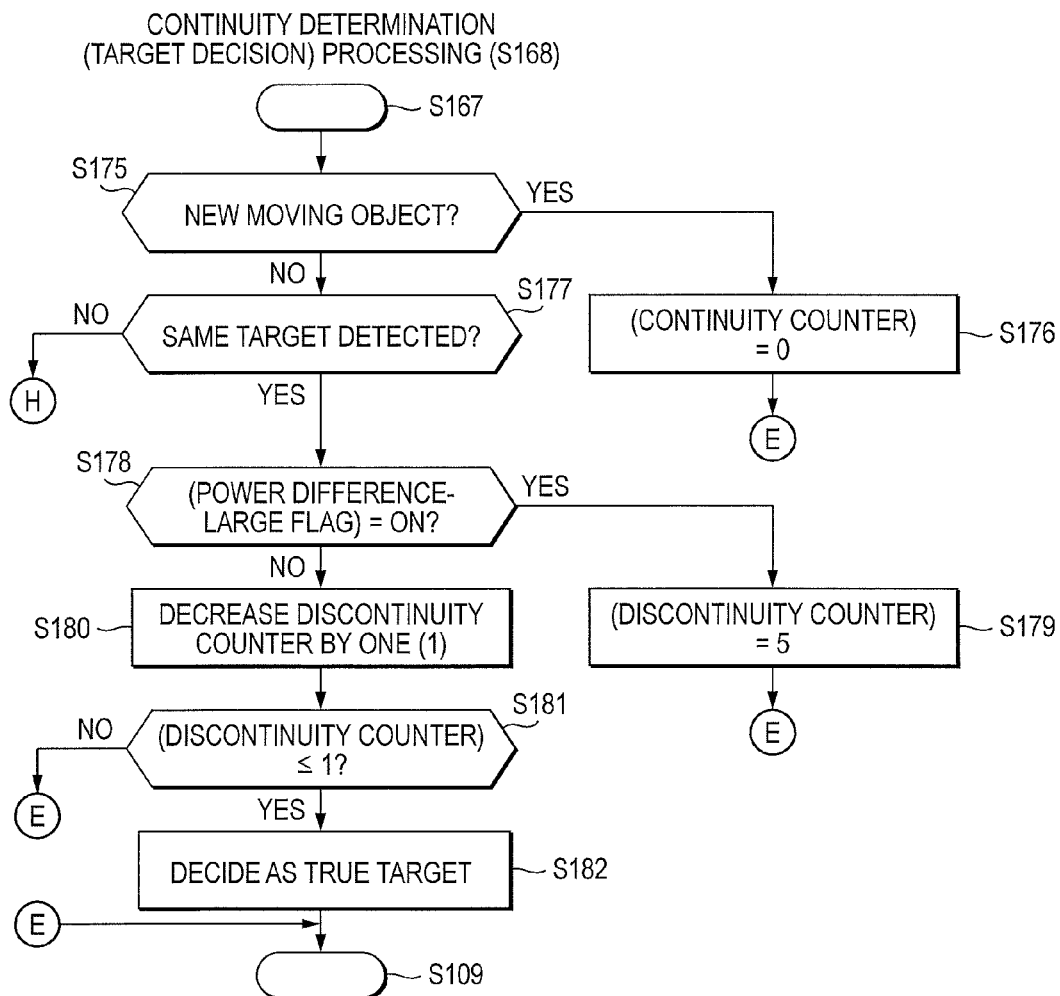 CONTINUITY DETERMINATION
(TARGET DECISION) PROCESSING (S168)
S167
S175
NEW MOVING OBJECT?
YES
NO
S177
NO
SAME TARGET DETECTED?
(CONTINUITY COUNTER)
= 0
S176
H
YES
E
S178
(POWER DIFFERENCE-
LARGE FLAG) = ON?
YES
NO
S180
DECREASE DISCONTINUITY
COUNTER BY ONE (1)
(DISCONTINUITY COUNTER)
= 5
S179
S181
NO
(DISCONTINUITY COUNTER)
≤ 1?
E
E
YES
DECIDE AS TRUE TARGET
S182
E
S109